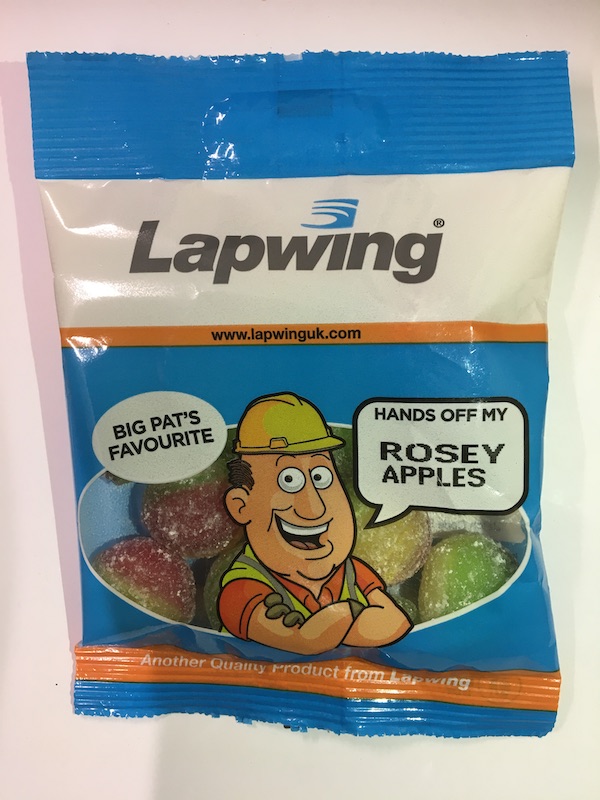 Lapwing®
www.lapwinguk.com
BIG PAT'S
FAVOURITE
HANDS OFF MY
ROSEY
APPLES
Another Quality Product from Lapwing